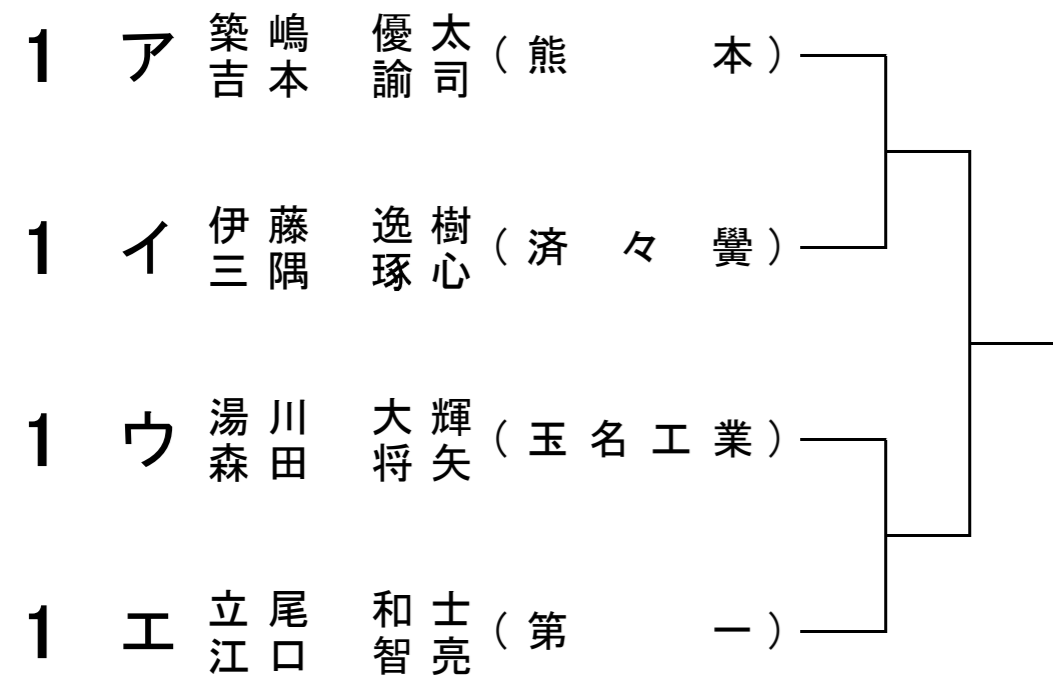 1 ア 築嶋 優太 (熊 本)
吉本 諭司
1 イ 伊藤 逸樹 (済々黌)
三隅 琢心
1 ウ 湯川 大輝 (玉名工業)
森田 将矢
1 エ 立尾 和士 (第 一)
江口 智亮